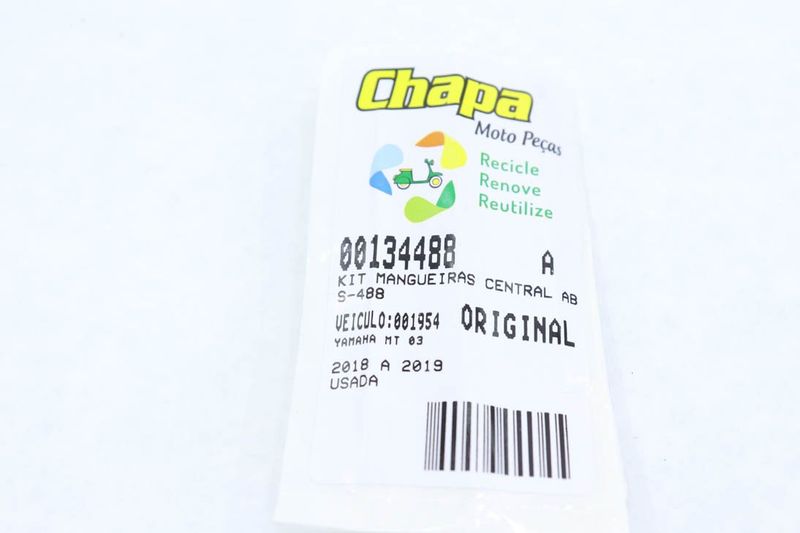 Chapa
Moto Peças
Recicle
Renove
Reutilize
00134488 A
KIT MANGUEIRAS CENTRAL AB
S-488
VEICULO:001954 ORIGINAL
YAMAHA MT 03
2018 A 2019
USADA